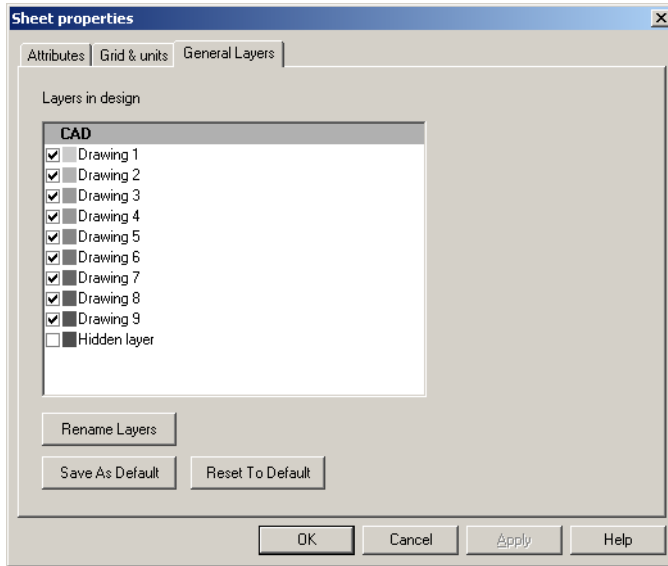 Sheet properties
Attributes Grid & units General Layers
Layers in design
CAD
Drawing 1
Drawing 2
Drawing 3
Drawing 4
Drawing 5
Drawing 6
Drawing 7
Drawing 8
Drawing 9
Hidden layer
Rename Layers
Save As Default Reset To Default
OK Cancel Apply Help